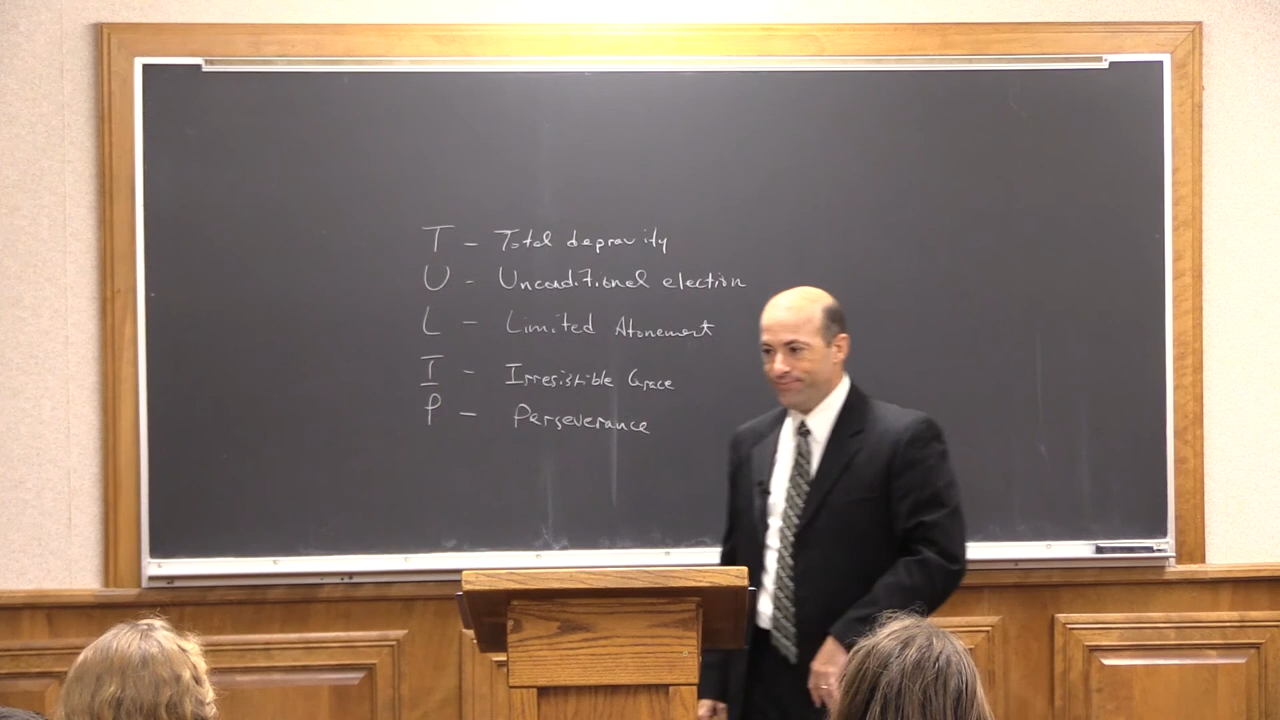 T - Total depravity
U - Unconditional election
L - Limited Atonement
I - Irresistible Grace
P - Perseverance